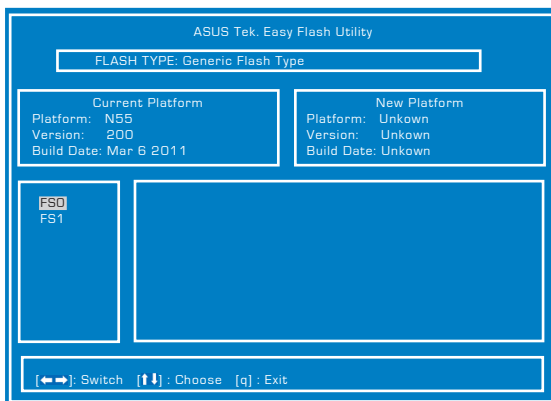 ASUS Tek. Easy Flash Utility
FLASH TYPE: Generic Flash Type
Current Platform
Platform: N55
Version: 200
Build Date: Mar 6 2011
New Platform
Platform: Unkown
Version: Unkown
Build Date: Unkown
FS0
FS1
[←→]: Switch [↑↓] : Choose [q] : Exit